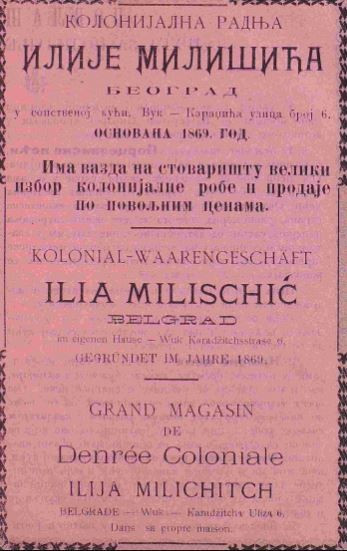 КОЛОНИЈАЛНА РАДЊА
ИЛИЈЕ МИЛИШИЋА
БЕОГРАД
у сопственој кући, Вук — Караџића улица број 6.
ОСНОВАНА 1869. ГОД.
Има вазда на стоваришту велики
избор колонијалне робе и продаје
по повољним ценама.
KOLONIAL-WAARENGESCHÄFT
ILIA MILISCHIĆ
BELGRAD
im eigenen Hause — Wuk Karadžitchsstrasse 6.
GEGRÜNDET IM JAHRE 1869.
GRAND MAGASIN
DE
Denrée Coloniale
ILIJA MILICHITCH
BELGRADE — Wuk — Karadžitcha Uliza 6.
Dans sa propre maison.